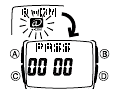 PASS
Ⓐ Ⓑ
00 00
Ⓒ Ⓓ